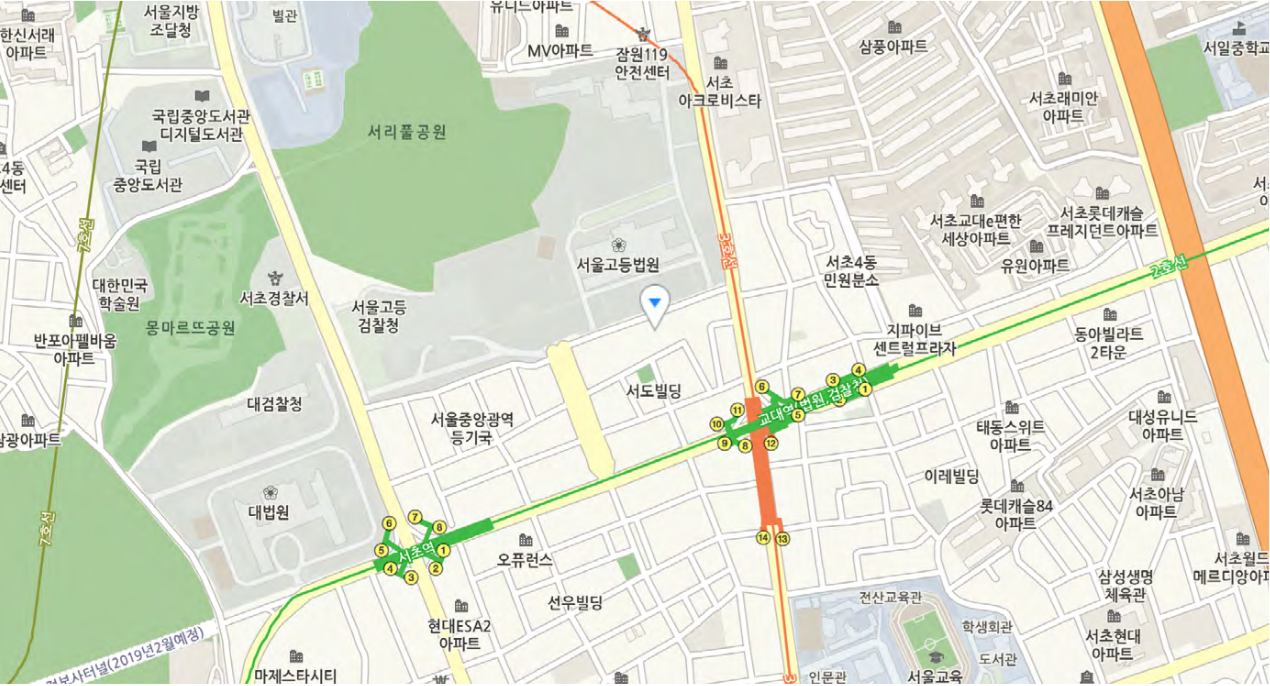 서울지방
조달청
빌관
유니드아파트
한신서래
아파트
MV아파트
잠원119
안전센터
삼풍아파트
서일중학교
서초
아크로비스타
국립중앙도서관
디지털도서관
서리풀공원
서초래미안
아파트
국립
중앙도서관
4동
센터
7호선
서초교대e편한
세상아파트
서초롯데캐슬
프레지던트아파트
3호선
서울고등법원
유원아파트
2호선
대한민국
학술원
서초경찰서
서초4동
민원분소
서울고등
검찰청
몽마르뜨공원
반포아펠바움
아파트
지파이브
센트럴프라자
동아빌라트
2타운
6
7
3
4
1
5
교대역(법원.검찰청)
11
10
9
8
12
서도빌딩
대검찰청
서울중앙광역
등기국
태동스위트
아파트
대성유니드
아파트
남광아파트
이레빌딩
롯데캐슬84
아파트
서초아남
아파트
대법원
7호선
6
7
8
5
서초역
1
4
3
2
14
13
오퓨런스
서초월드
메르디앙아파
삼성생명
체육관
선우빌딩
전산교육관
학생회관
현대ESA2
아파트
서초현대
아파트
도서관
터널(2019년2월예정)
마제스타시티
3
인문관
서울교육